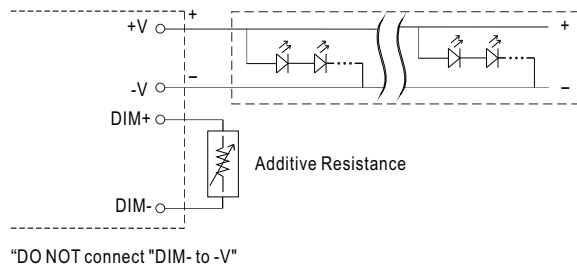 +V
+
-V
–
DIM+
DIM-
Additive Resistance
+
–
“DO NOT connect "DIM- to -V"